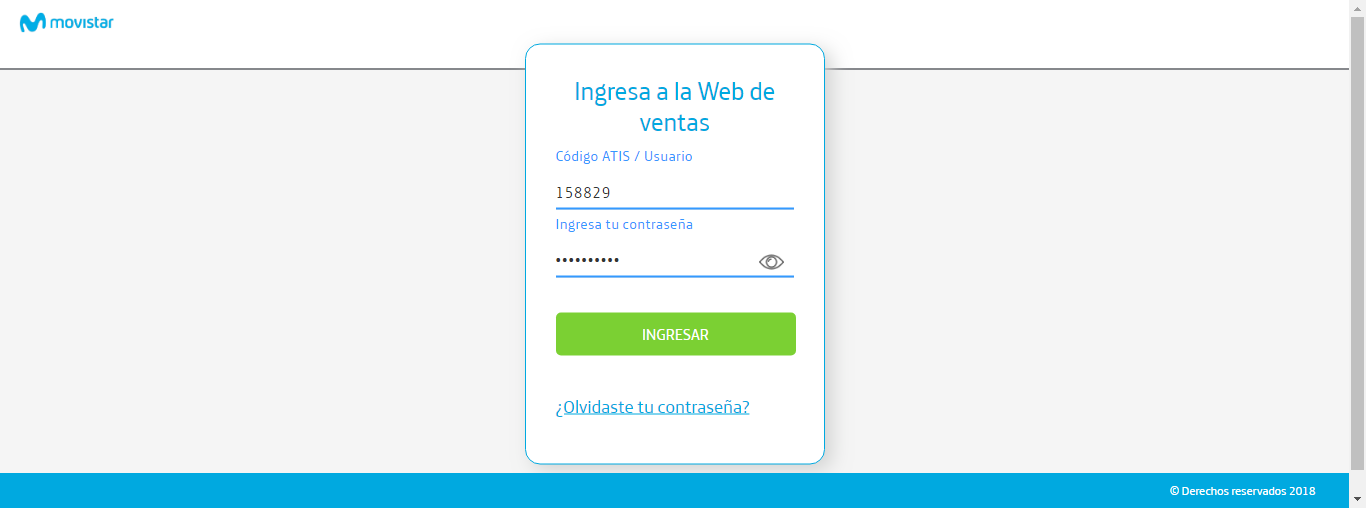 movistar
Ingresa a la Web de
ventas
Código ATIS / Usuario
158829
Ingresa tu contraseña
••••••••••
INGRESAR
¿Olvidaste tu contraseña?
© Derechos reservados 2018